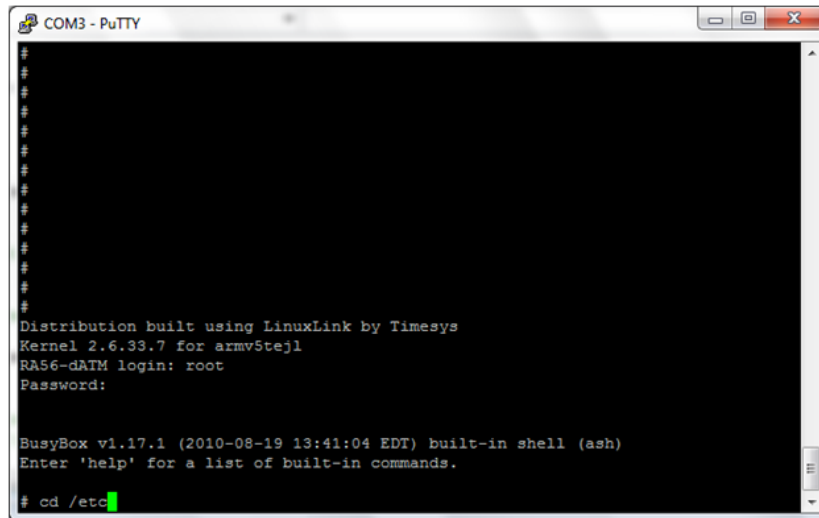 COM3 - PuTTY
#
#
#
#
#
#
#
#
#
#
#
#
#
#
Distribution built using LinuxLink by Timesys
Kernel 2.6.33.7 for armv5tejl
RA56-dATM login: root
Password:
BusyBox v1.17.1 (2010-08-19 13:41:04 EDT) built-in shell (ash)
Enter 'help' for a list of built-in commands.
# cd /etc